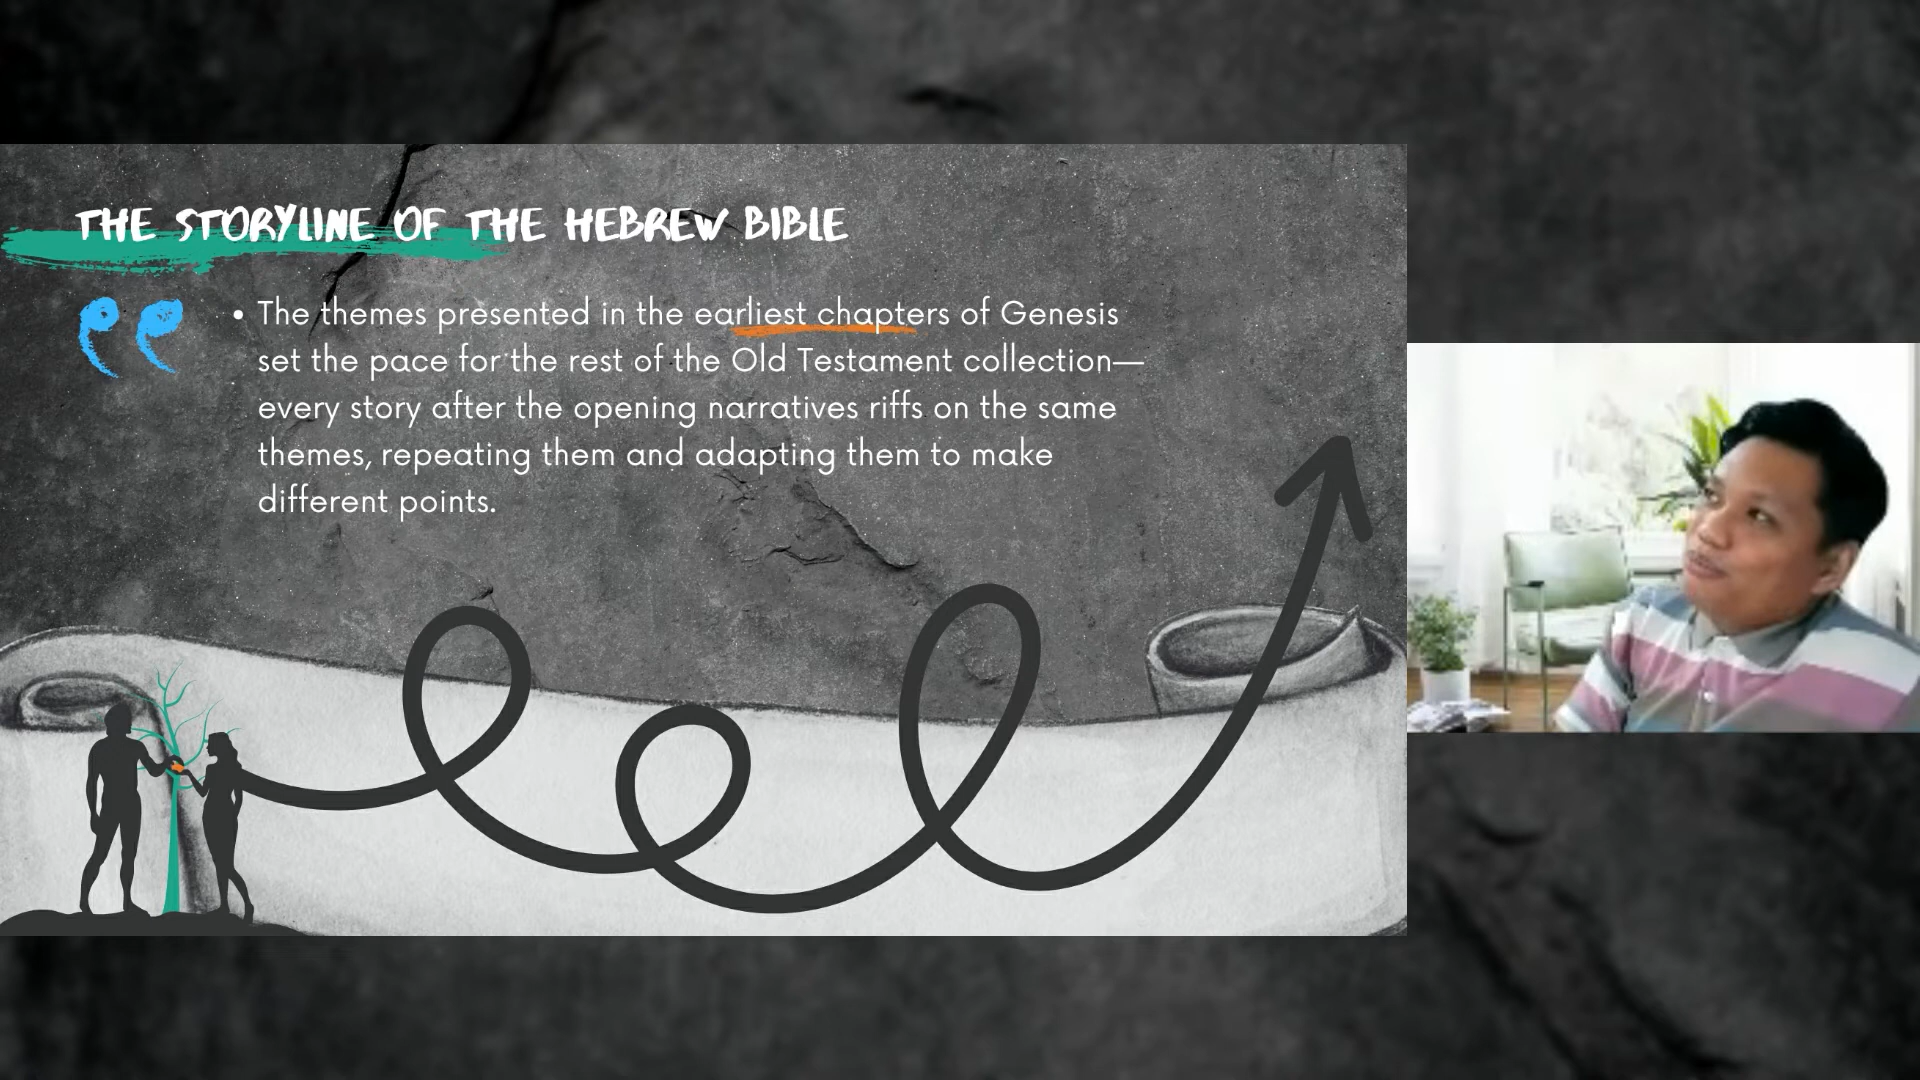 THE STORYLINE OF THE HEBREW BIBLE
• The themes presented in the earliest chapters of Genesis
set the pace for the rest of the Old Testament collection—
every story after the opening narratives riffs on the same
themes, repeating them and adapting them to make
different points.